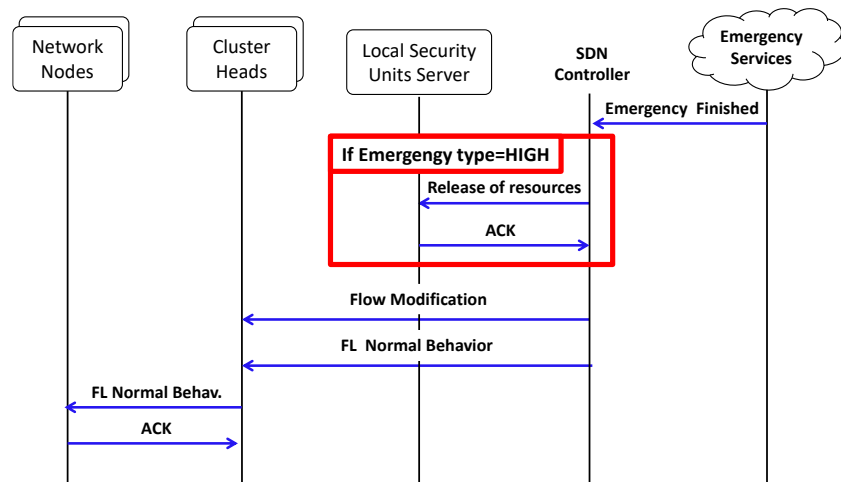 Network
Nodes
Cluster
Heads
Local Security
Units Server
SDN
Controller
Emergency
Services
Emergency Finished
If Emergengy type=HIGH
Release of resources
ACK
Flow Modification
FL Normal Behavior
FL Normal Behav.
ACK